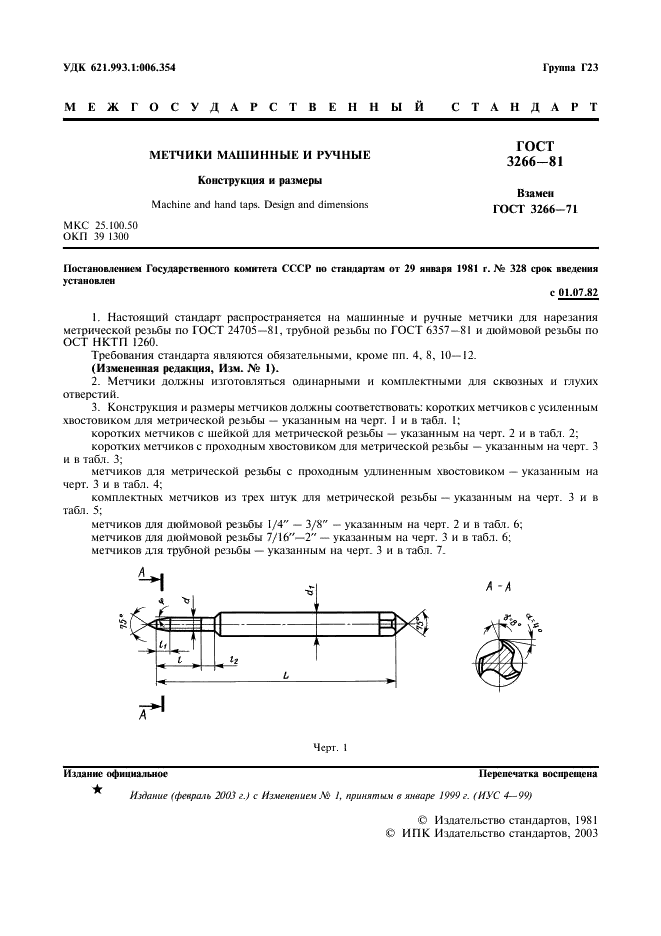 УДК 621.993.1:006.354 Группа Г23
МЕЖГОСУДАРСТВЕННЫЙ СТАНДАРТ
МЕТЧИКИ МАШИННЫЕ И РУЧНЫЕ
Конструкция и размеры
Machine and hand taps. Design and dimensions
ГОСТ
3266—81
Взамен
ГОСТ 3266—71
МКС 25.100.50
ОКП 39 1300
Постановлением Государственного комитета СССР по стандартам от 29 января 1981 г. № 328 срок введения
установлен
с 01.07.82
1. Настоящий стандарт распространяется на машинные и ручные метчики для нарезания
метрической резьбы по ГОСТ 24705—81, трубной резьбы по ГОСТ 6357—81 и дюймовой резьбы по
ОСТ НКТП 1260.
Требования стандарта являются обязательными, кроме пп. 4, 8, 10—12.
(Измененная редакция, Изм. № 1).
2. Метчики должны изготовляться одинарными и комплектными для сквозных и глухих
отверстий.
3. Конструкция и размеры метчиков должны соответствовать: коротких метчиков с усиленным
хвостовиком для метрической резьбы — указанным на черт. 1 и в табл. 1;
коротких метчиков с шейкой для метрической резьбы — указанным на черт. 2 и в табл. 2;
коротких метчиков с проходным хвостовиком для метрической резьбы — указанным на черт. 3
и в табл. 3;
метчиков для метрической резьбы с проходным удлиненным хвостовиком — указанным на
черт. 3 и в табл. 4;
комплектных метчиков из трех штук для метрической резьбы — указанным на черт. 3 и в
табл. 5;
метчиков для дюймовой резьбы 1/4″ — 3/8″ — указанным на черт. 2 и в табл. 6;
метчиков для дюймовой резьбы 7/16″—2″ — указанным на черт. 3 и в табл. 6;
метчиков для трубной резьбы — указанным на черт. 3 и в табл. 7.
А
А - А
75°
φ
d
d₁
75°
γ=8°
α=4°
l₁
l
l₂
L
А
Черт. 1
Издание официальное Перепечатка воспрещена
Издание (февраль 2003 г.) с Изменением № 1, принятым в январе 1999 г. (ИУС 4—99)
© Издательство стандартов, 1981
© ИПК Издательство стандартов, 2003